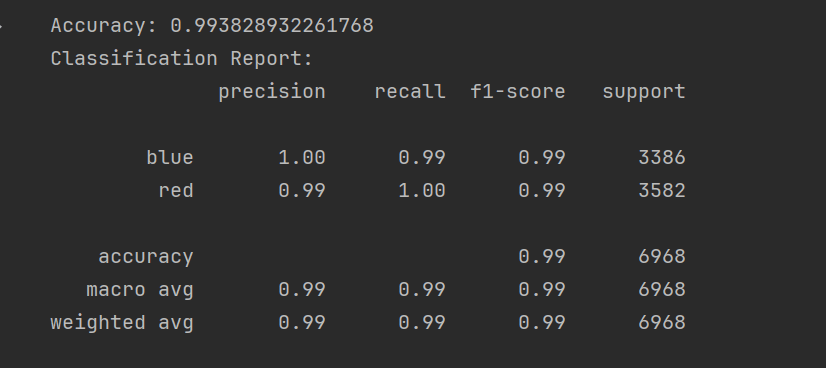 Accuracy: 0.993828932261768
Classification Report:
precision recall f1-score support
blue 1.00 0.99 0.99 3386
red 0.99 1.00 0.99 3582
accuracy 0.99 6968
macro avg 0.99 0.99 0.99 6968
weighted avg 0.99 0.99 0.99 6968